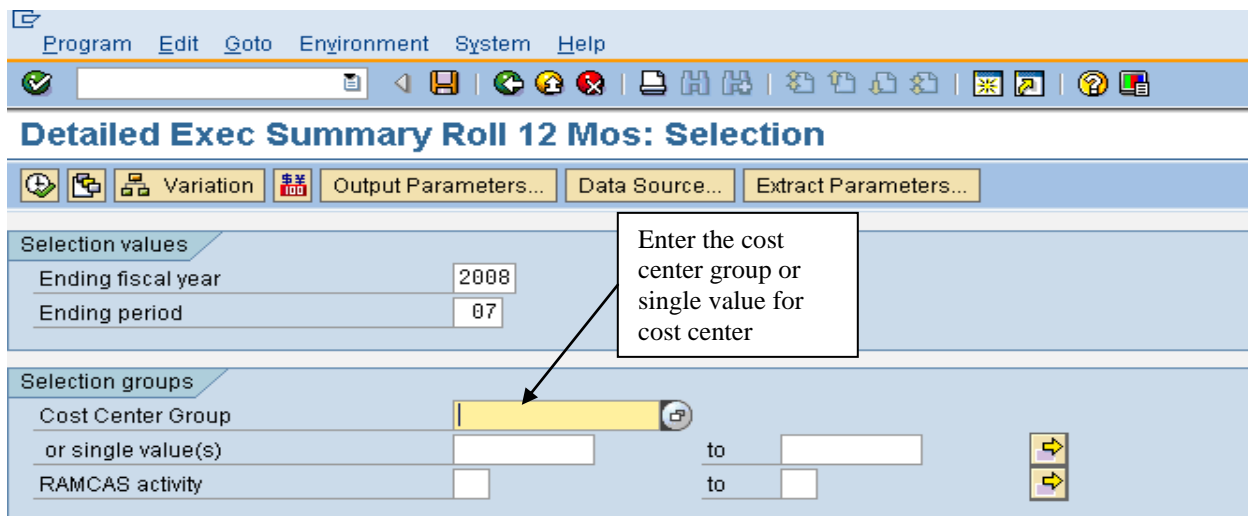 Program Edit Goto Environment System Help
Detailed Exec Summary Roll 12 Mos: Selection
Variation Output Parameters... Data Source... Extract Parameters...
Selection values
Ending fiscal year 2008
Ending period 07
Enter the cost
center group or
single value for
cost center
Selection groups
Cost Center Group
or single value(s) to
RAMCAS activity to